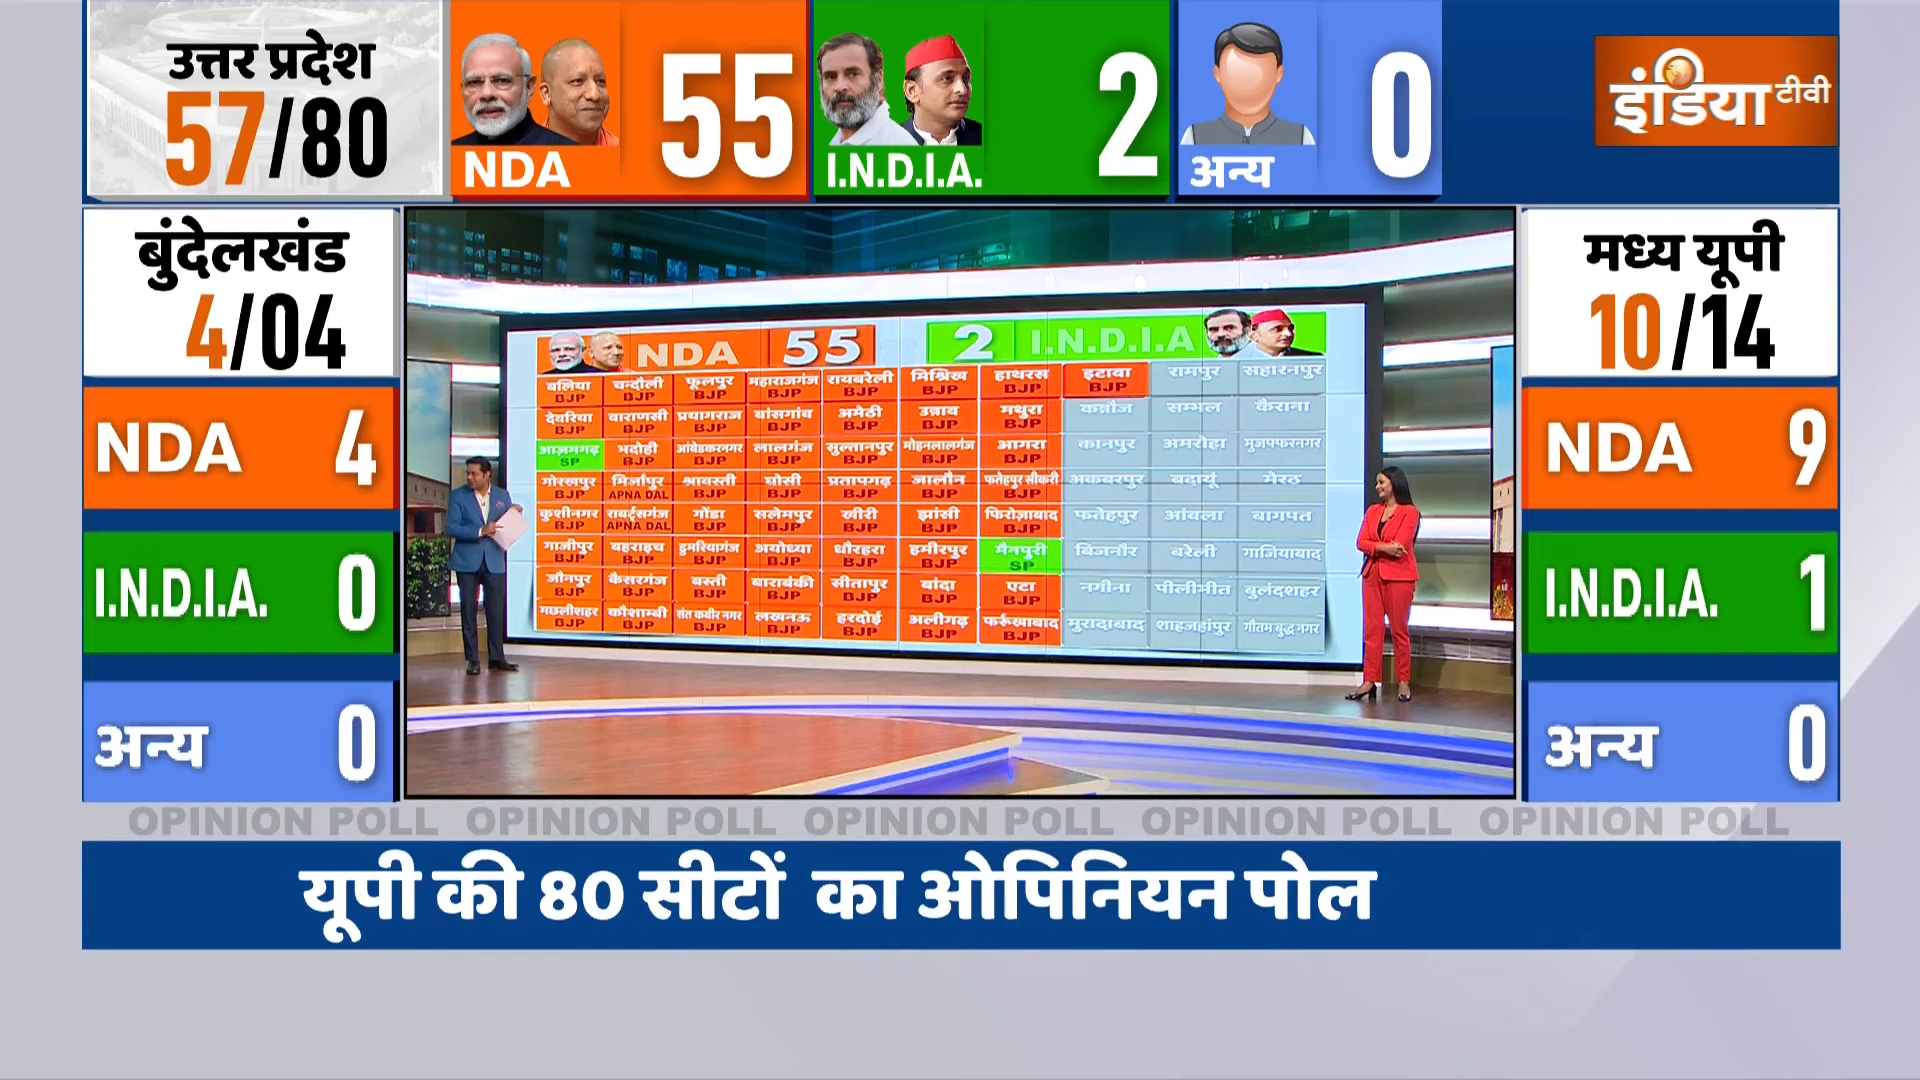 उत्तर प्रदेश
57/80
NDA 55
I.N.D.I.A. 2
अन्य 0
इंडिया टीवी
बुंदेलखंड
4/04
NDA 4
I.N.D.I.A. 0
अन्य 0
NDA 55 2 I.N.D.I.A
बलिया चन्दौली फूलपुर महाराजगंज रायबरेली मिश्रिख हाथरस इटावा रामपुर सहारनपुर
BJP BJP BJP BJP BJP BJP BJP BJP
देवरिया वाराणसी प्रयागराज बांसगांव अमेठी उन्नाव मथुरा कन्नौज सम्भल कैराना
BJP BJP BJP BJP BJP BJP BJP
आज़मगढ़ भदोही आंबेडकरनगर लालगंज सुल्तानपुर मोहनलालगंज आगरा कानपुर अमरोहा मुजफ्फरनगर
SP BJP BJP BJP BJP BJP BJP
गोरखपुर मिर्जापुर श्रावस्ती घोसी प्रतापगढ़ जालौन फतेहपुर सीकरी अकबरपुर बदायूं मेरठ
BJP APNA DAL BJP BJP BJP BJP BJP
कुशीनगर राबर्ट्सगंज गोंडा सलेमपुर खीरी झांसी फिरोज़ाबाद फतेहपुर आंवला बागपत
BJP APNA DAL BJP BJP BJP BJP BJP
गाजीपुर बहराइच डुमरियागंज अयोध्या धौरहरा हमीरपुर मैनपुरी बिजनौर बरेली गाजियाबाद
BJP BJP BJP BJP BJP BJP SP
जौनपुर कैसरगंज बस्ती बाराबंकी सीतापुर बांदा एटा नगीना पीलीभीत बुलंदशहर
BJP BJP BJP BJP BJP BJP BJP
मछलीशहर कौशाम्बी संत कबीर नगर लखनऊ हरदोई अलीगढ़ फर्रुखाबाद मुरादाबाद शाहजहांपुर गौतम बुद्ध नगर
BJP BJP BJP BJP BJP BJP BJP
मध्य यूपी
10/14
NDA 9
I.N.D.I.A. 1
अन्य 0
OPINION POLL OPINION POLL OPINION POLL OPINION POLL OPINION POLL
यूपी की 80 सीटों का ओपिनियन पोल